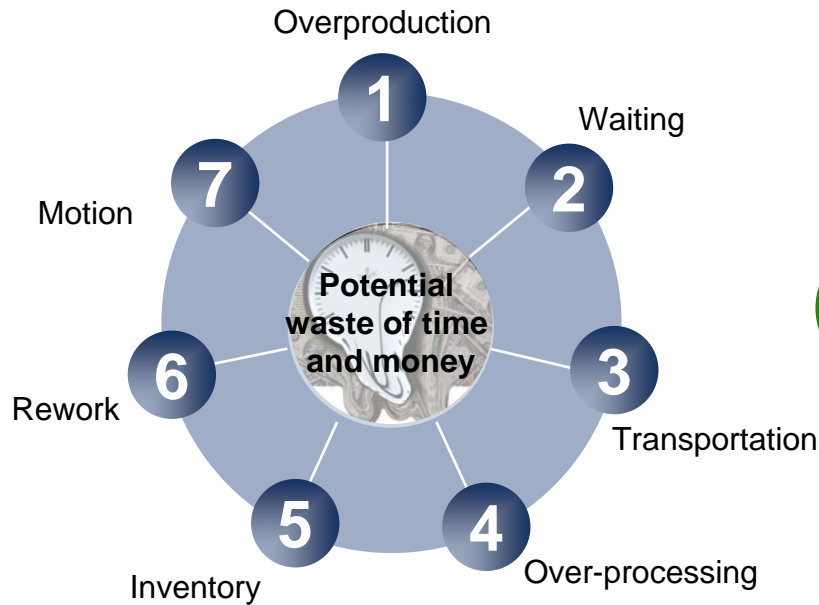 Overproduction
1
Waiting
2
7
Motion
Potential
waste of time
and money
3
Transportation
6
Rework
5
Inventory
4
Over-processing